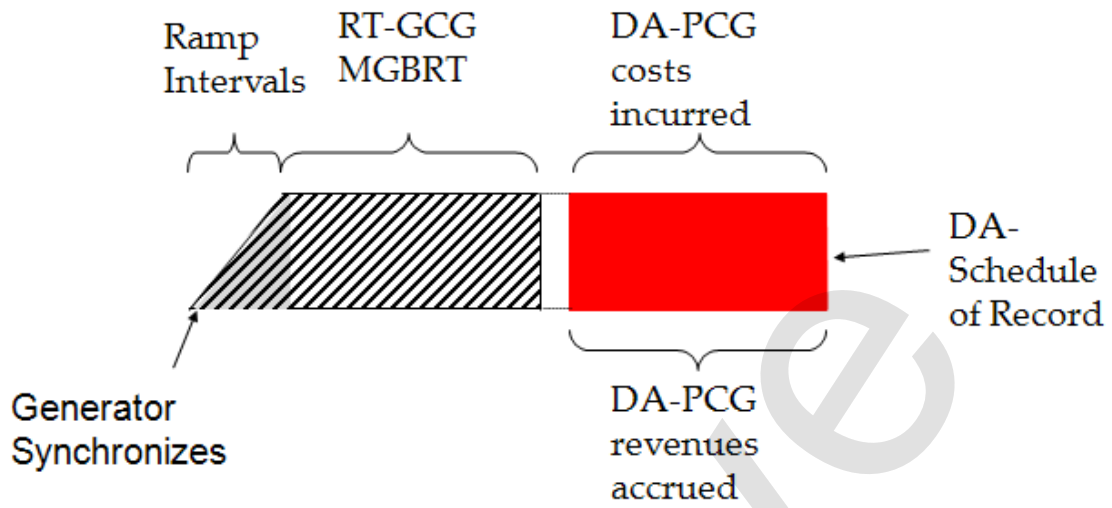 Ramp
Intervals
RT-GCG
MGBRT
DA-PCG
costs
incurred
DA-
Schedule
of Record
Generator
Synchronizes
DA-PCG
revenues
accrued